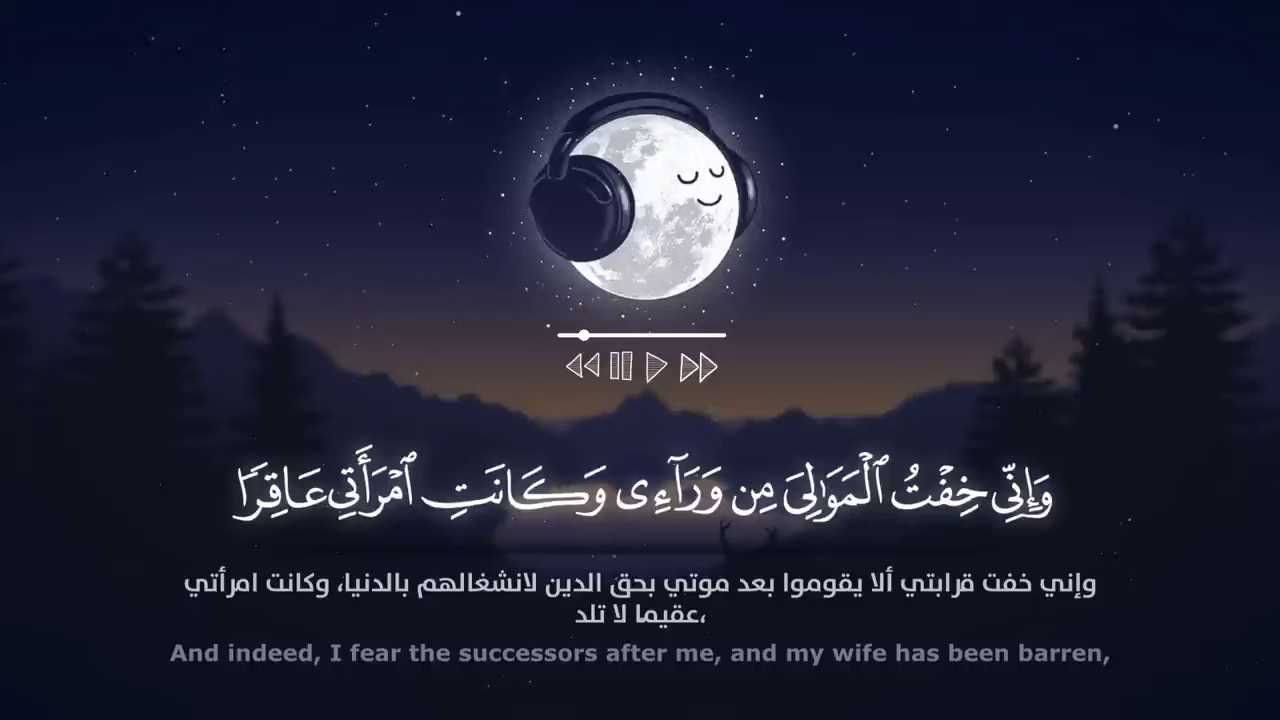 وَإِنِّى خِفْتُ ٱلْمَوَٰلِىَ مِن وَرَآءِى وَكَانَتِ ٱمْرَأَتِى عَاقِرًا
وإني خفت قرابتي ألا يقوموا بعد موتي بحق الدين لانشغالهم بالدنيا، وكانت امرأتي
عقيما لا تلد،
And indeed, I fear the successors after me, and my wife has been barren,